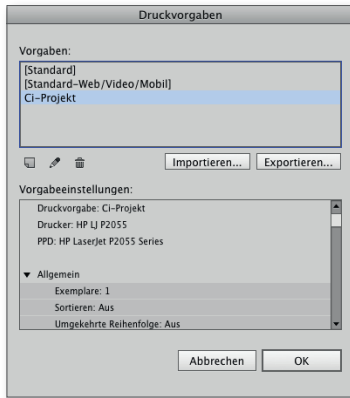 Druckvorgaben
Vorgaben:
[Standard]
[Standard-Web/Video/Mobil]
Ci-Projekt
Importieren... Exportieren...
Vorgabeeinstellungen:
Druckvorgabe: Ci-Projekt
Drucker: HP LJ P2055
PPD: HP LaserJet P2055 Series
Allgemein
Exemplare: 1
Sortieren: Aus
Umgekehrte Reihenfolge: Aus
Abbrechen OK